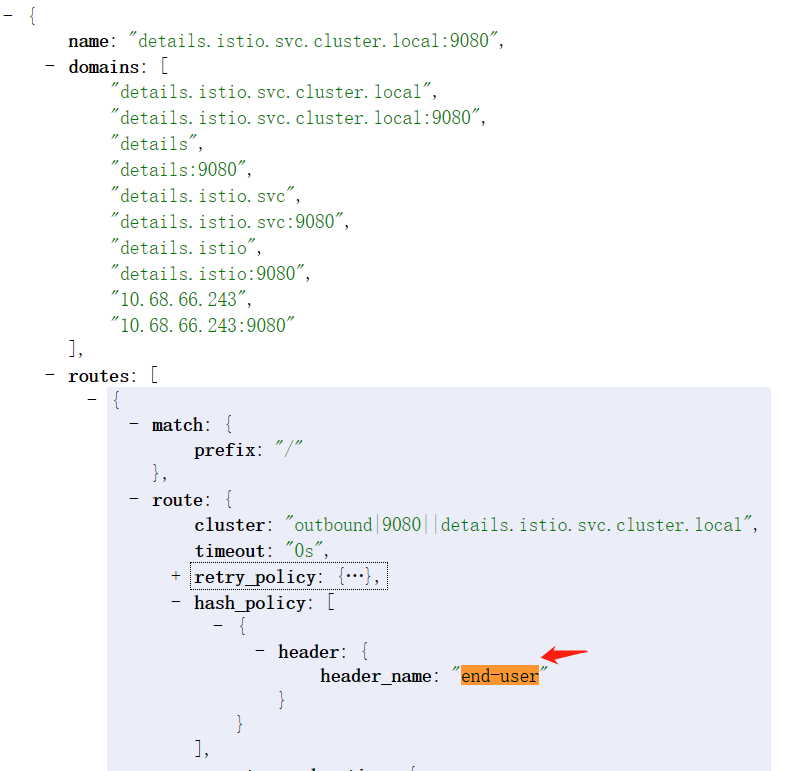 - {
name: "details.istio.svc.cluster.local:9080",
- domains: [
"details.istio.svc.cluster.local",
"details.istio.svc.cluster.local:9080",
"details",
"details:9080",
"details.istio.svc",
"details.istio.svc:9080",
"details.istio",
"details.istio:9080",
"10.68.66.243",
"10.68.66.243:9080"
],
- routes: [
- {
- match: {
prefix: "/"
},
- route: {
cluster: "outbound|9080||details.istio.svc.cluster.local",
timeout: "0s",
+ retry_policy: {…},
- hash_policy: [
- {
- header: {
header_name: "end-user"
}
}
],